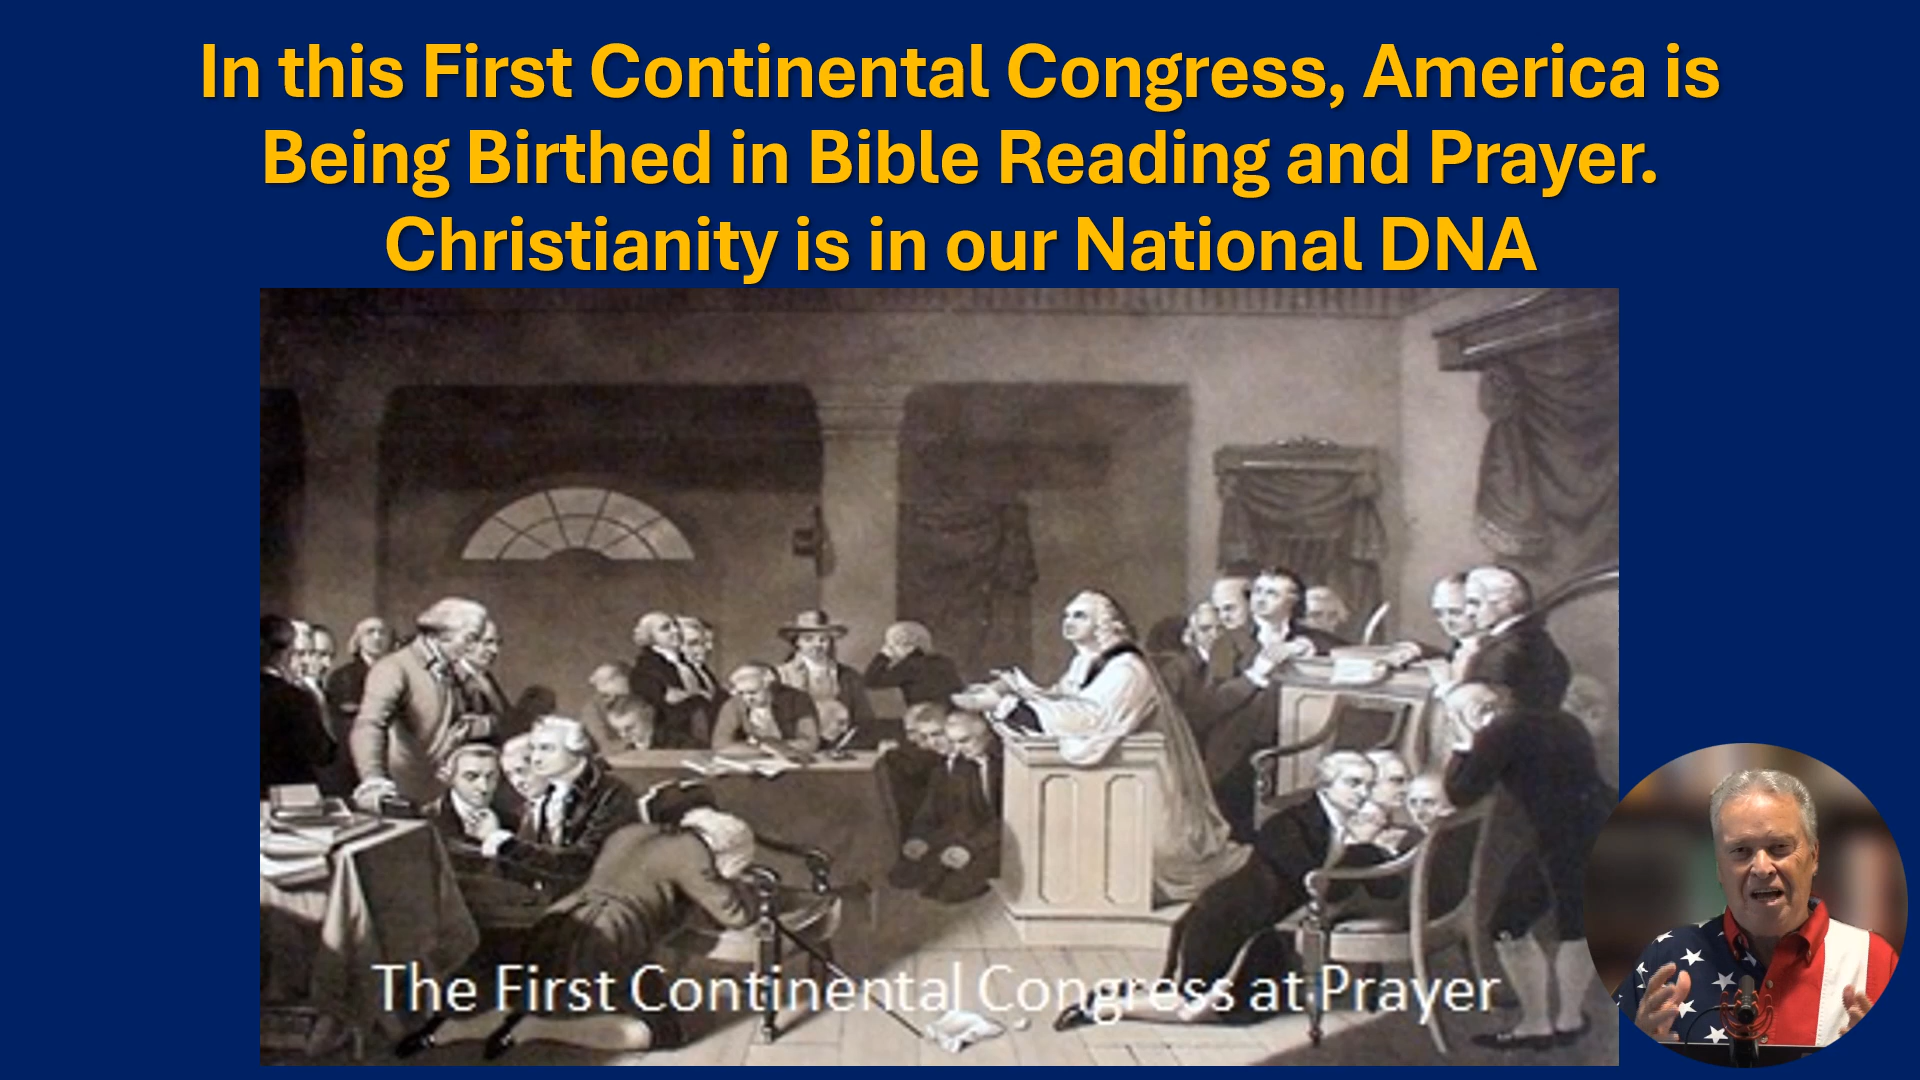 In this First Continental Congress, America is
Being Birthed in Bible Reading and Prayer.
Christianity is in our National DNA
The First Continental Congress at Prayer